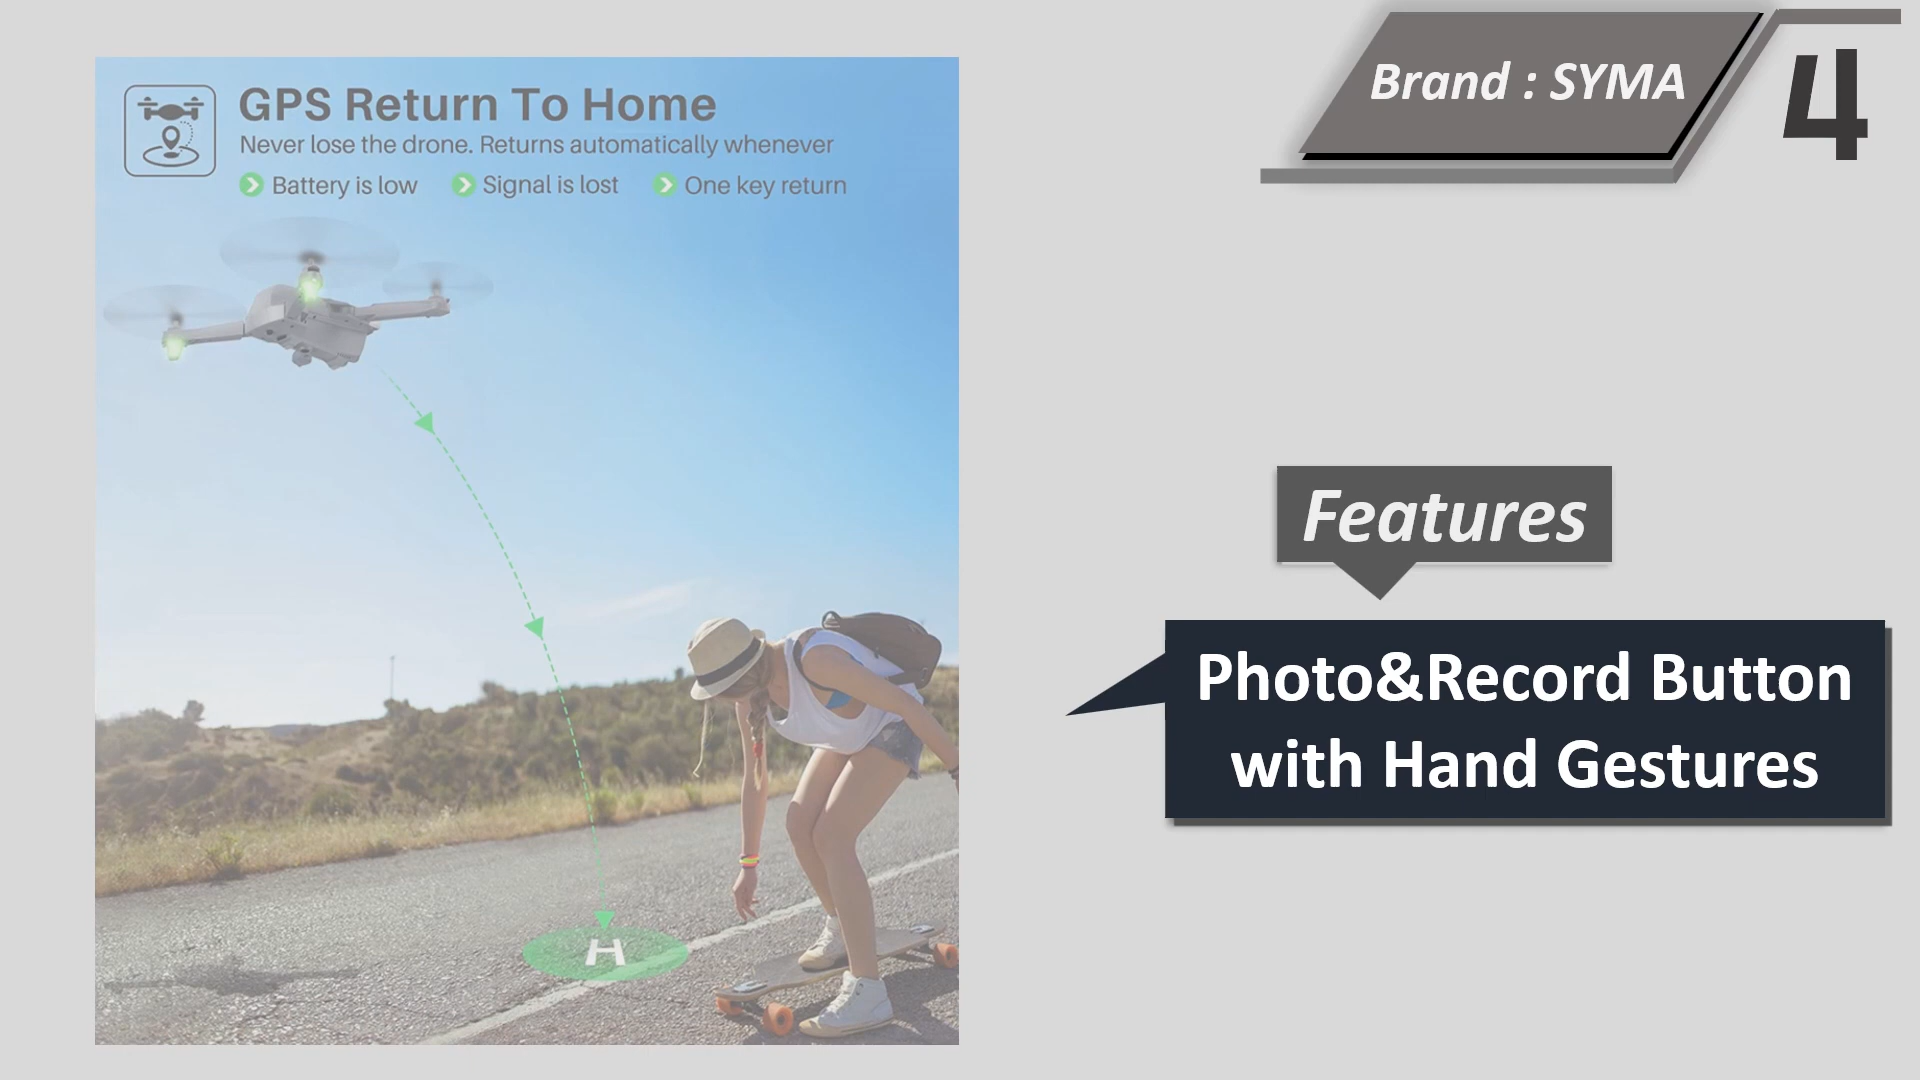 GPS Return To Home
Never lose the drone. Returns automatically whenever
Battery is low Signal is lost One key return
H
Brand : SYMA
4
Features
Photo&Record Button
with Hand Gestures